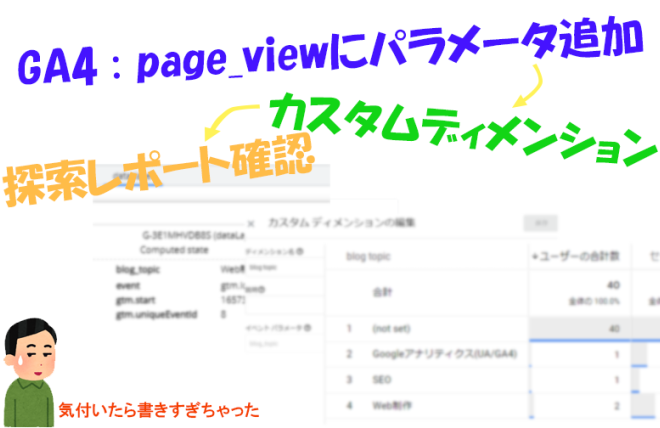 GA4：page_viewにパラメータ追加
カスタムディメンション
探索レポート確認
Computed state
blog_topic
event
gtm.start
gtm.uniqueEventId 8
カスタム ディメンションの編集
blog topic ↓ユーザーの合計数
合計 40
全体の 100.0%
1 (not set) 40
2 Googleアナリティクス(UA/GA4) 1
3 SEO 1
4 Web制作 2
気付いたら書きすぎちゃった